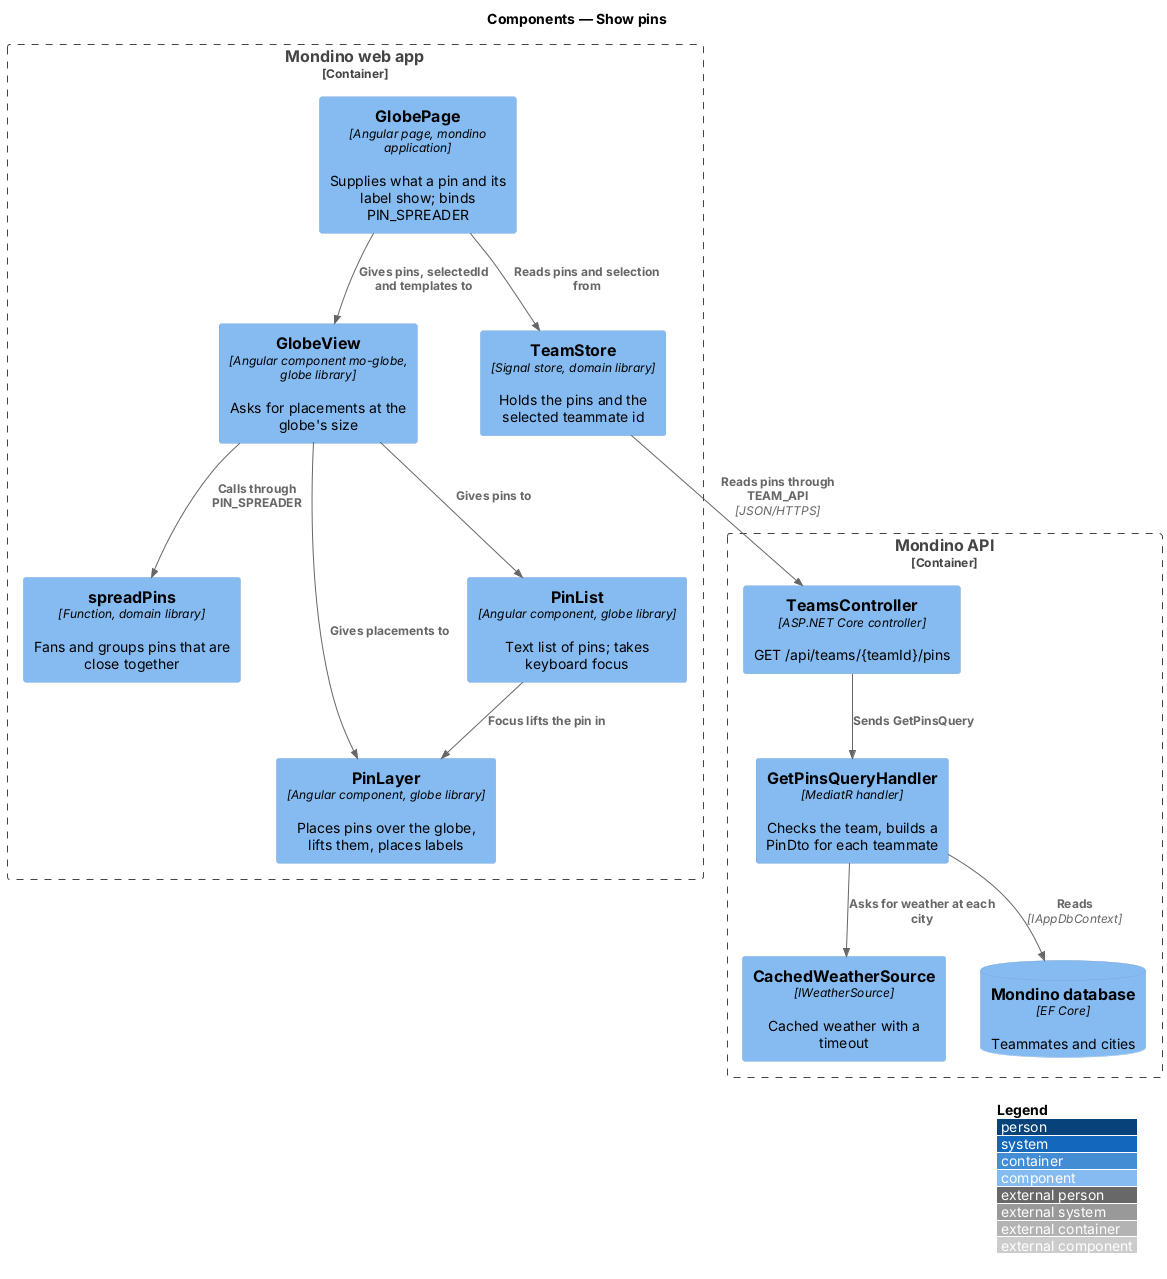 Components — Show pins
Mondino web app
[Container]
GlobePage
[Angular page, mondino
application]
Supplies what a pin and its
label show; binds
PIN_SPREADER
Gives pins, selectedId
and templates to
Reads pins and selection
from
GlobeView
[Angular component mo-globe,
globe library]
Asks for placements at the
globe's size
TeamStore
[Signal store, domain library]
Holds the pins and the
selected teammate id
Calls through
PIN_SPREADER
Gives pins to
Reads pins through
TEAM_API
[JSON/HTTPS]
spreadPins
[Function, domain library]
Fans and groups pins that are
close together
Gives placements to
PinList
[Angular component, globe library]
Text list of pins; takes
keyboard focus
Focus lifts the pin in
PinLayer
[Angular component, globe library]
Places pins over the globe,
lifts them, places labels
Mondino API
[Container]
TeamsController
[ASP.NET Core controller]
GET /api/teams/{teamId}/pins
Sends GetPinsQuery
GetPinsQueryHandler
[MediatR handler]
Checks the team, builds a
PinDto for each teammate
Asks for weather at each
city
Reads
[IAppDbContext]
CachedWeatherSource
[IWeatherSource]
Cached weather with a
timeout
Mondino database
[EF Core]
Teammates and cities
Legend
person
system
container
component
external person
external system
external container
external component